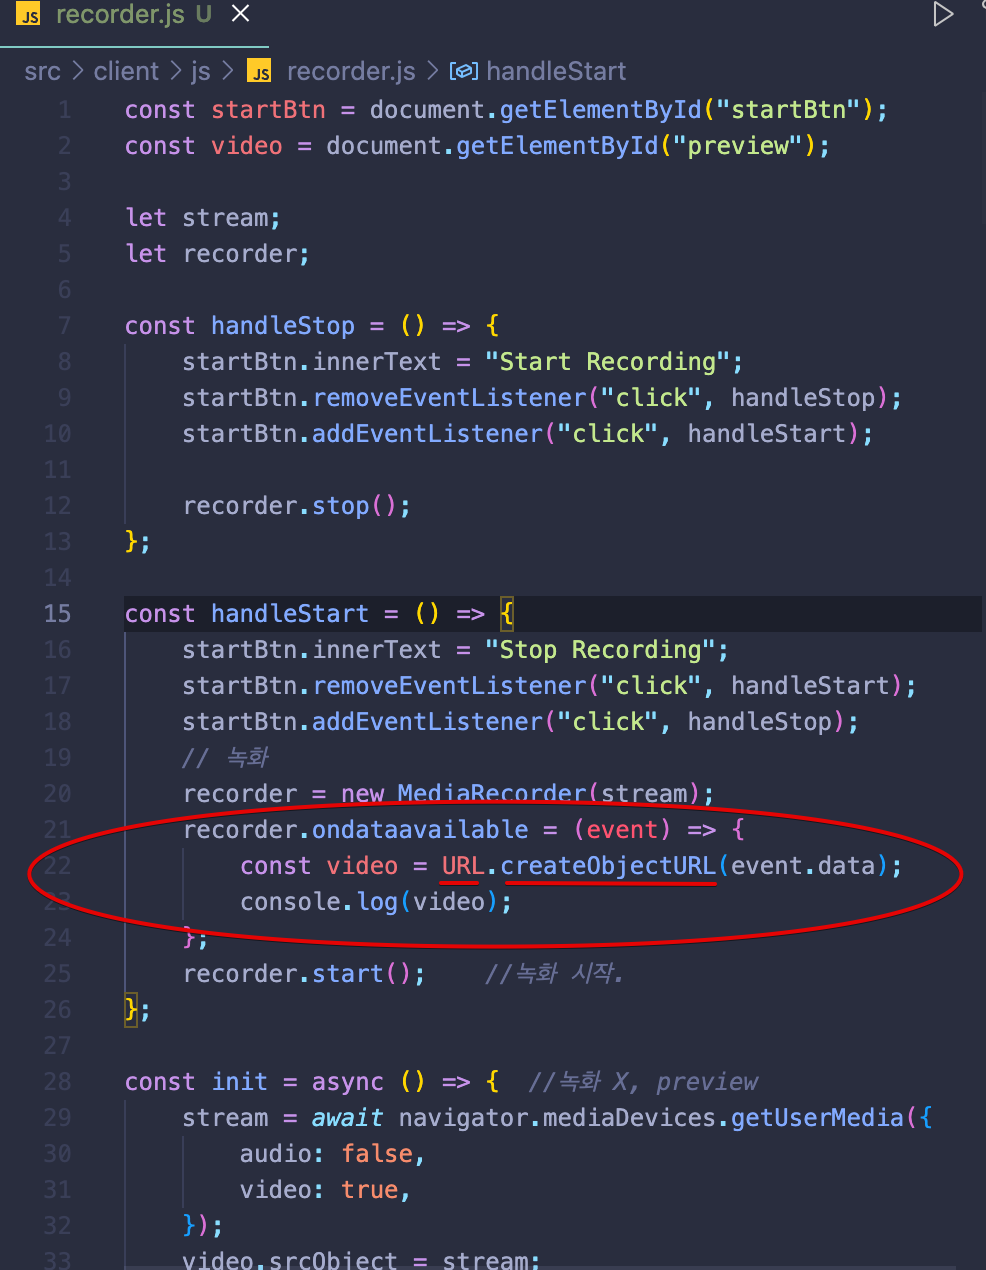 JS recorder.js U
src > client > js > JS recorder.js > handleStart
1 const startBtn = document.getElementById("startBtn");
2 const video = document.getElementById("preview");
3
4 let stream;
5 let recorder;
6
7 const handleStop = () => {
8 startBtn.innerText = "Start Recording";
9 startBtn.removeEventListener("click", handleStop);
10 startBtn.addEventListener("click", handleStart);
11
12 recorder.stop();
13 };
14
15 const handleStart = () => {
16 startBtn.innerText = "Stop Recording";
17 startBtn.removeEventListener("click", handleStart);
18 startBtn.addEventListener("click", handleStop);
19 // 녹화
20 recorder = new MediaRecorder(stream);
21 recorder.ondataavailable = (event) => {
22 const video = URL.createObjectURL(event.data);
23 console.log(video);
24 };
25 recorder.start(); //녹화 시작.
26 };
27
28 const init = async () => { //녹화 X, preview
29 stream = await navigator.mediaDevices.getUserMedia({
30 audio: false,
31 video: true,
32 });
33 video.srcObject = stream;